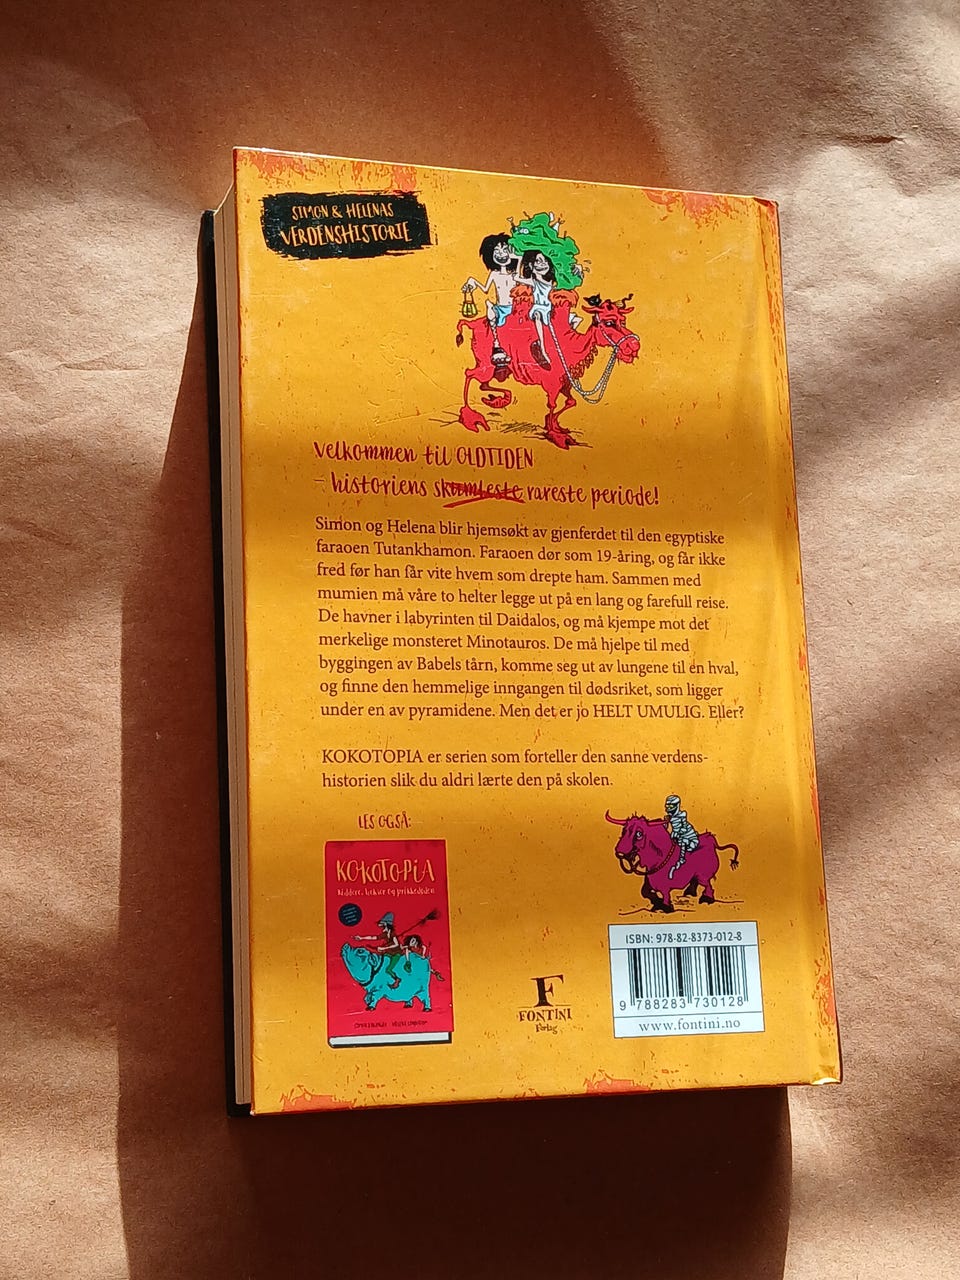 SIMON & HELENAS
VERDENSHISTORIE
Velkommen til OLDTIDEN
- historiens skumleste rareste periode!
Simon og Helena blir hjemsøkt av gjenferdet til den egyptiske
faraoen Tutankhamon. Faraoen dør som 19-åring, og får ikke
fred før han får vite hvem som drepte ham. Sammen med
mumien må våre to helter legge ut på en lang og farefull reise.
De havner i labyrinten til Daidalos, og må kjempe mot det
merkelige monsteret Minotauros. De må hjelpe til med
byggingen av Babels tårn, komme seg ut av lungene til en hval,
og finne den hemmelige inngangen til dødsriket, som ligger
under en av pyramidene. Men det er jo HELT UMULIG. Eller?
KOKOTOPIA er serien som forteller den sanne verdens-
historien slik du aldri lærte den på skolen.
LES OGSÅ:
KOKOTOPIA
Riddere, hekser og prikkedøden
F
FONTINI
Forlag
ISBN: 978-82-8373-012-8
9 788283 730128
www.fontini.no